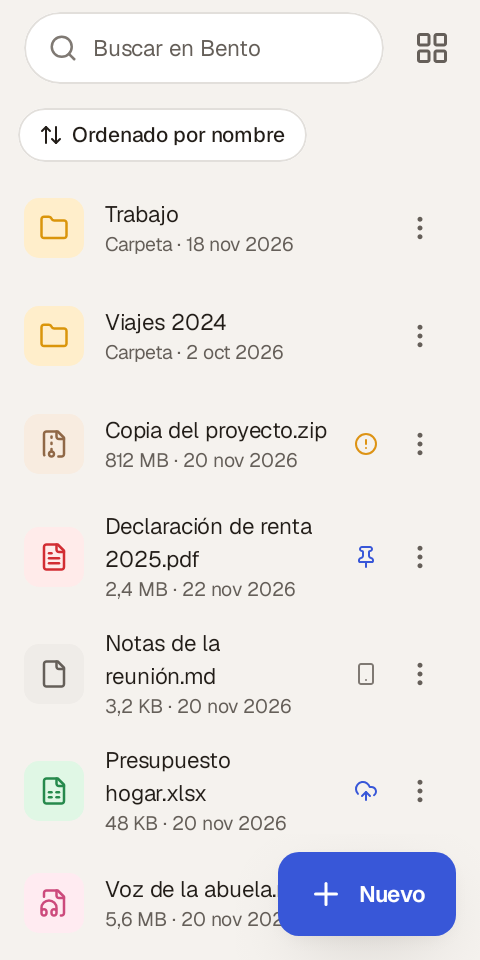 Buscar en Bento
Ordenado por nombre
Trabajo
Carpeta · 18 nov 2026
Viajes 2024
Carpeta · 2 oct 2026
Copia del proyecto.zip
812 MB · 20 nov 2026
Declaración de renta
2025.pdf
2,4 MB · 22 nov 2026
Notas de la
reunión.md
3,2 KB · 20 nov 2026
Presupuesto
hogar.xlsx
48 KB · 20 nov 2026
Voz de la abuela.
5,6 MB · 20 nov
Nuevo